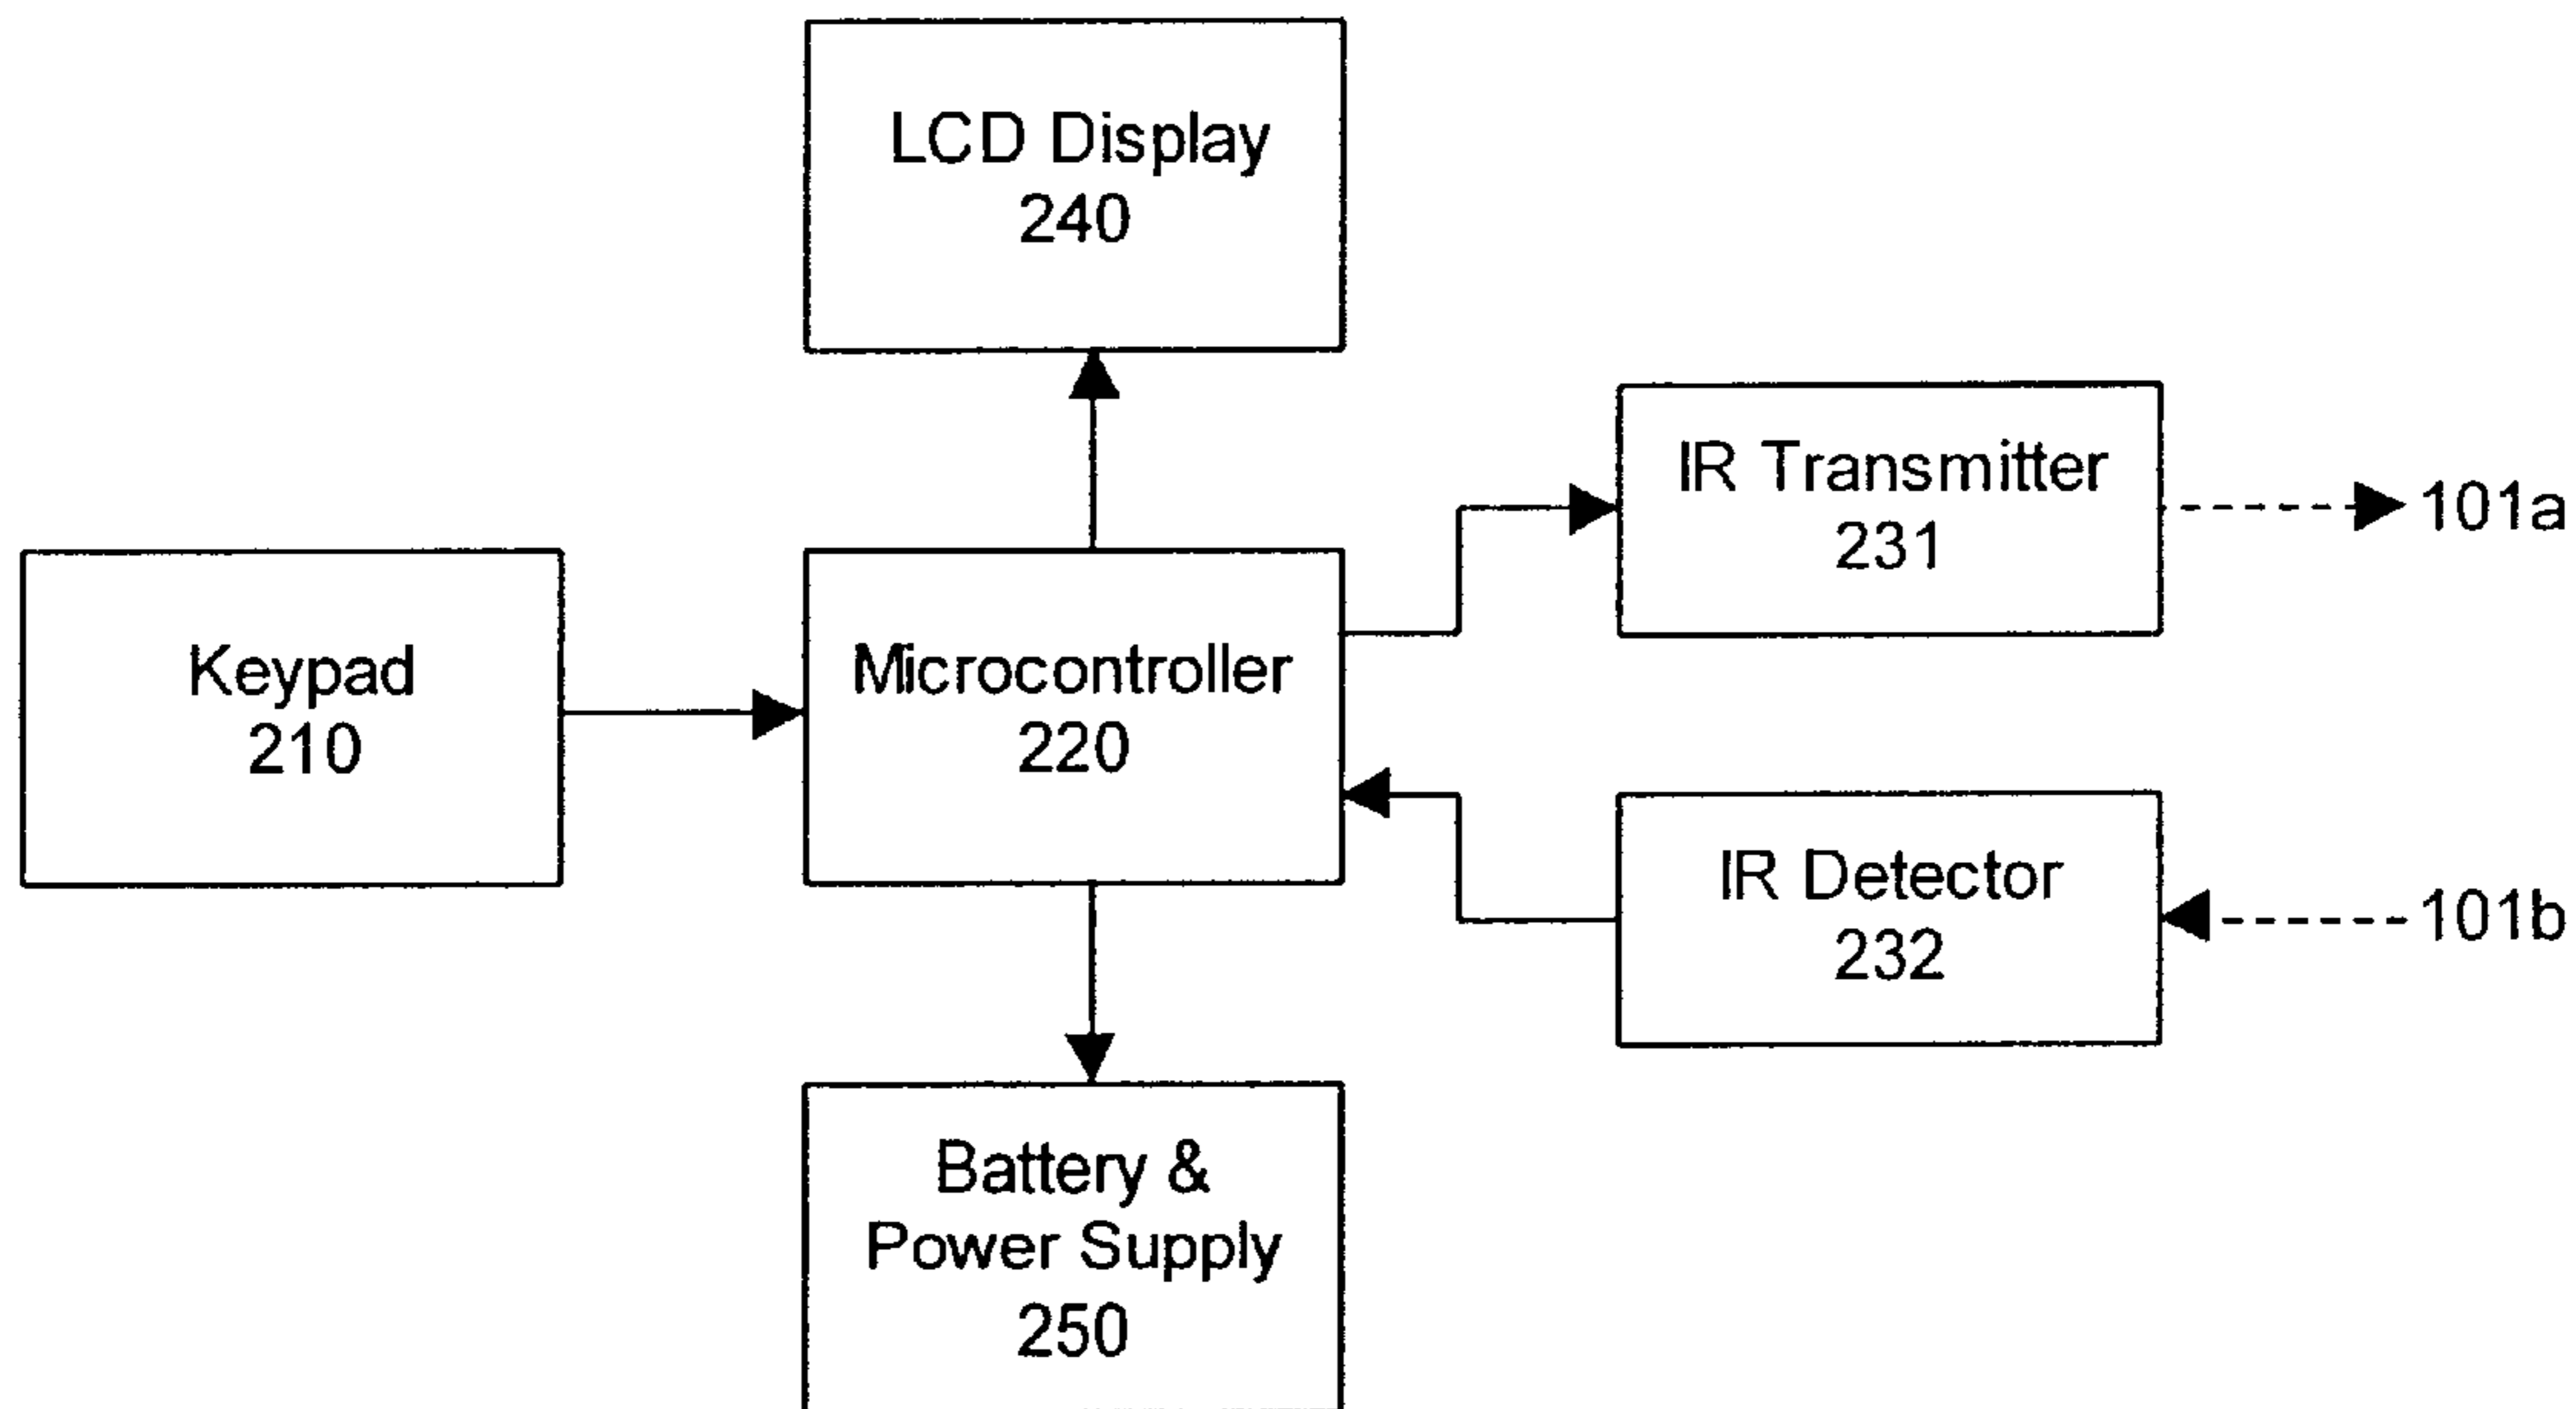 LCD Display
240
IR Transmitter
231
101a
Keypad
210
Microcontroller
220
IR Detector
232
101b
Battery &
Power Supply
250